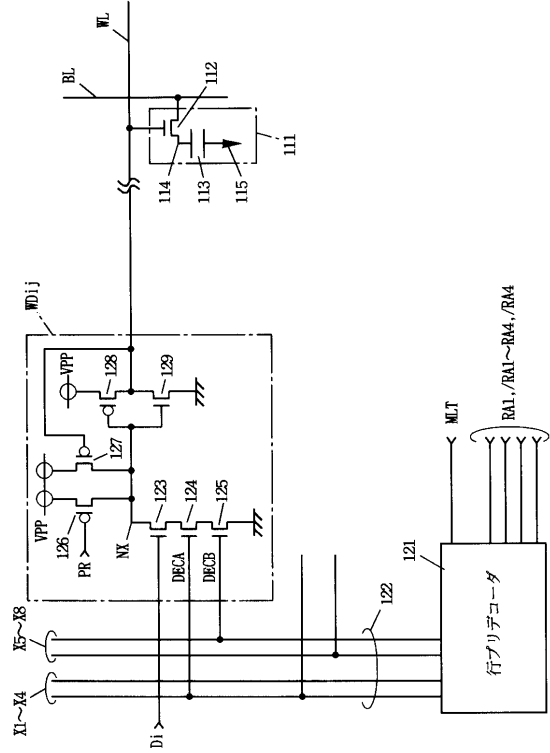 WL
BL
112
111
114
113
115
WDij
VPP
128
129
127
VPP
126
PR
NX
123
124
125
DECA
DECB
Di
X1~X4
X5~X8
122
121
行プリデコーダ
MLT
RA1,/RA1~RA4,/RA4